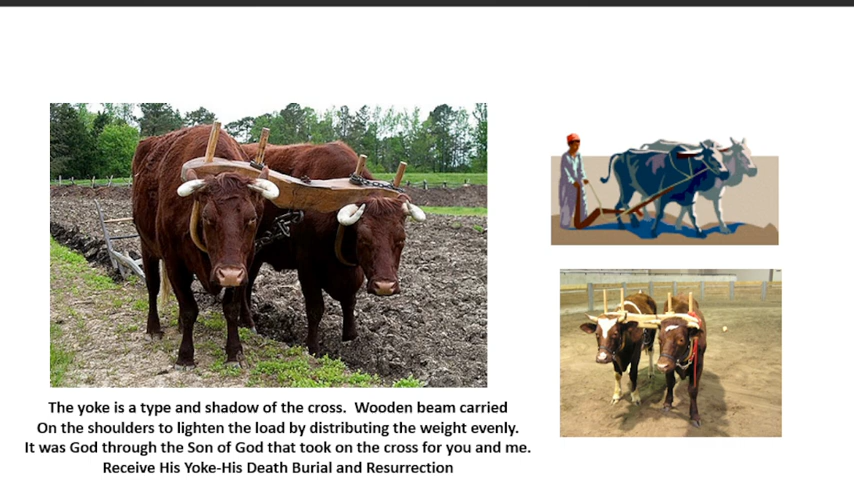 The yoke is a type and shadow of the cross.  Wooden beam carried
On the shoulders to lighten the load by distributing the weight evenly.
It was God through the Son of God that took on the cross for you and me.
Receive His Yoke-His Death Burial and Resurrection